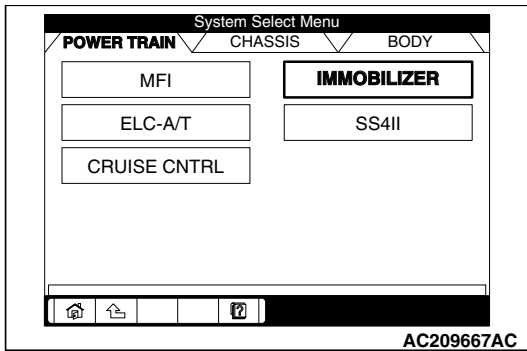 System Select Menu
POWER TRAIN CHASSIS BODY
MFI IMMOBILIZER
ELC-A/T SS4II
CRUISE CNTRL
AC209667AC